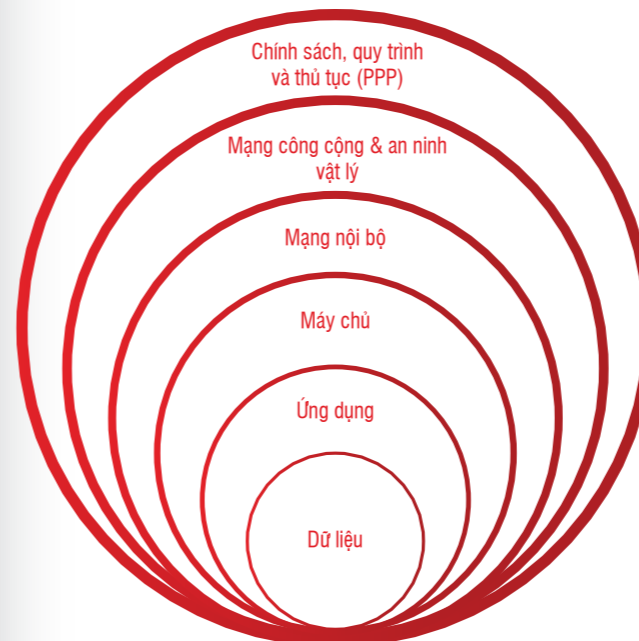 Chính sách, quy trình
và thủ tục (PPP)
Mạng công cộng & an ninh
vật lý
Mạng nội bộ
Máy chủ
Ứng dụng
Dữ liệu